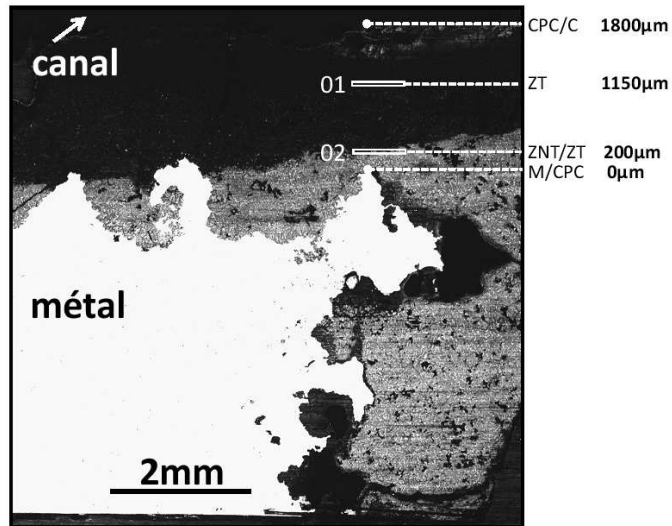 canal
CPC/C 1800µm
01 ZT 1150µm
02 ZNT/ZT 200µm
M/CPC 0µm
métal
2mm